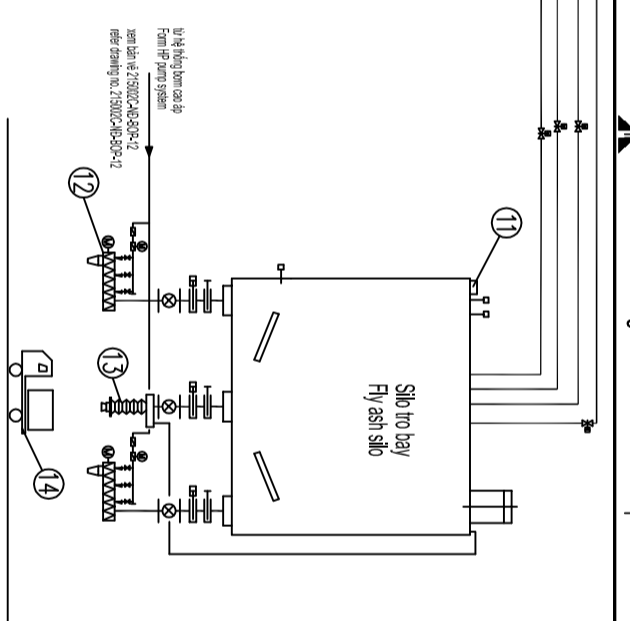 từ hệ thống bơm cao áp
Form HP pump system
xem bản vẽ 215002C-NĐ-BOP-12
refer drawing no. 215002C-NĐ-BOP-12
12
11
Silo tro bay
Fly ash silo
13
14
M
M
M
M